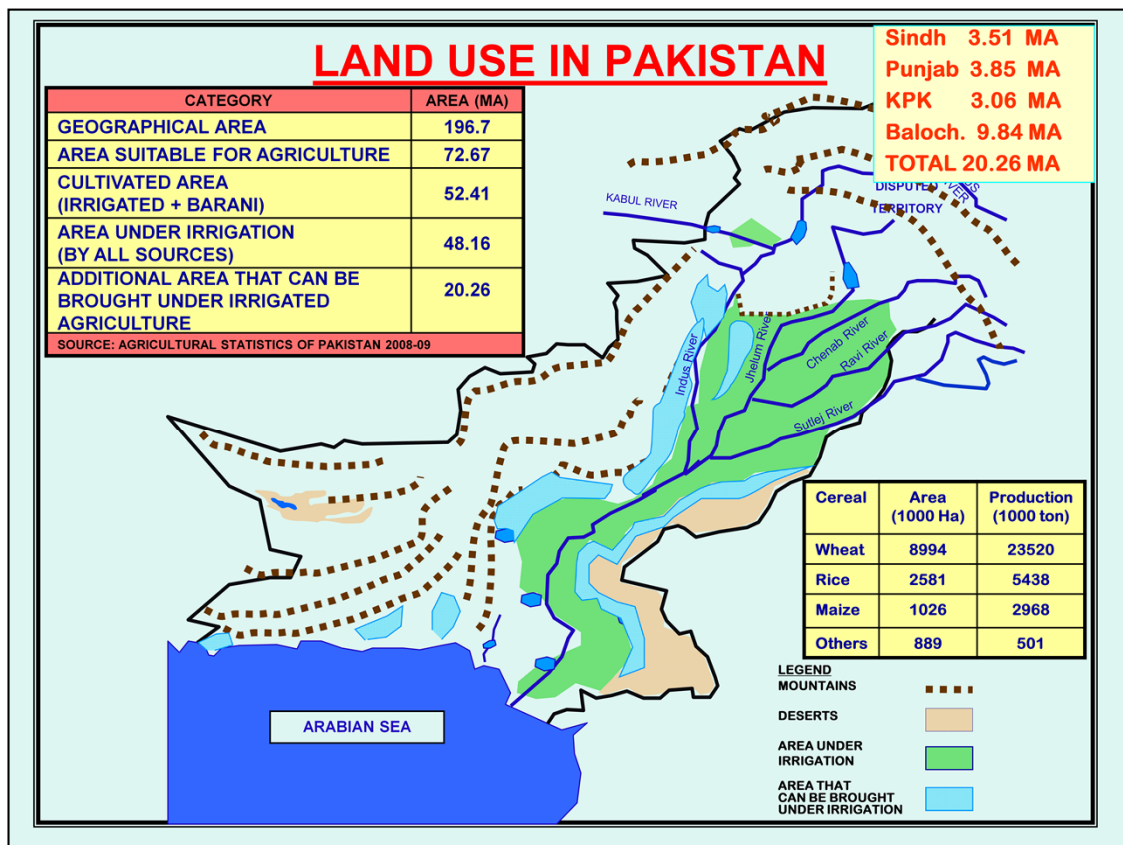 LAND USE IN PAKISTAN
Sindh 3.51 MA
Punjab 3.85 MA
KPK 3.06 MA
Baloch. 9.84 MA
TOTAL 20.26 MA
CATEGORY AREA (MA)
GEOGRAPHICAL AREA 196.7
AREA SUITABLE FOR AGRICULTURE 72.67
CULTIVATED AREA
(IRRIGATED + BARANI) 52.41
AREA UNDER IRRIGATION
(BY ALL SOURCES) 48.16
ADDITIONAL AREA THAT CAN BE
BROUGHT UNDER IRRIGATED
AGRICULTURE 20.26
SOURCE: AGRICULTURAL STATISTICS OF PAKISTAN 2008-09
DISPUTED
TERRITORY
RIVER
KABUL RIVER
Indus River
Jhelum River
Chenab River
Ravi River
Sutlej River
Cereal Area
(1000 Ha) Production
(1000 ton)
Wheat 8994 23520
Rice 2581 5438
Maize 1026 2968
Others 889 501
ARABIAN SEA
LEGEND
MOUNTAINS
DESERTS
AREA UNDER
IRRIGATION
AREA THAT
CAN BE BROUGHT
UNDER IRRIGATION